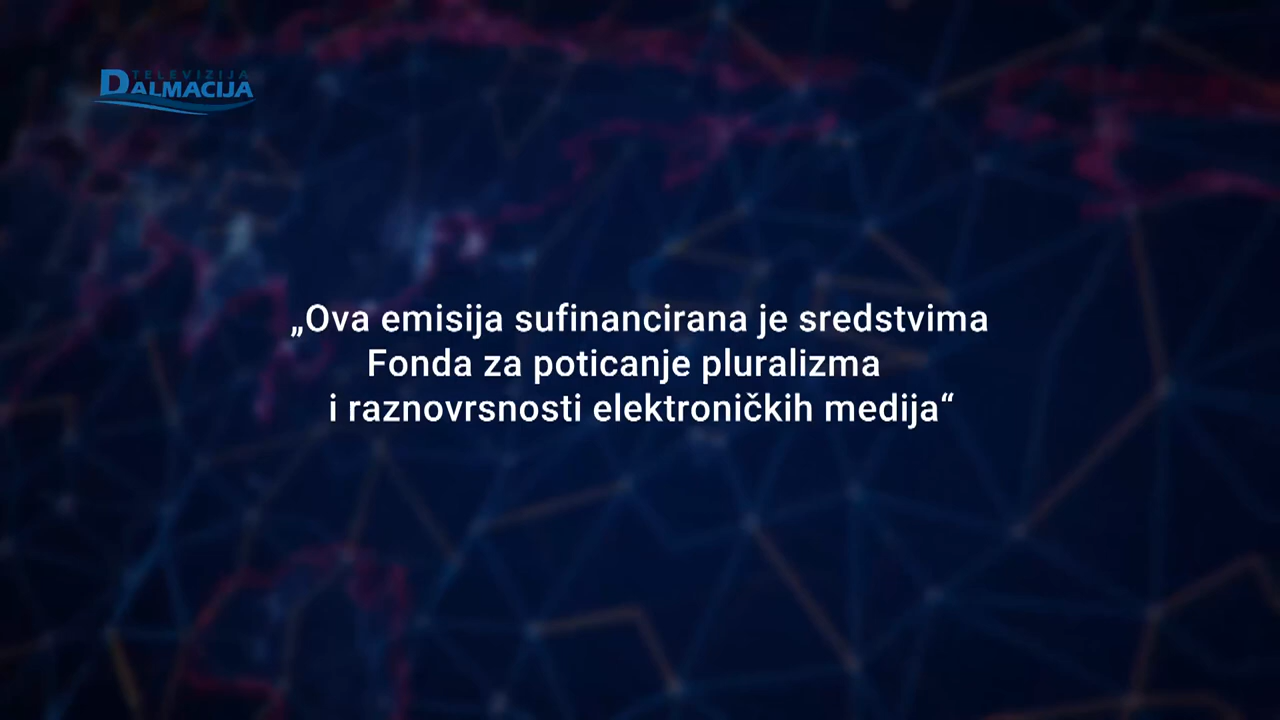 TELEVIZIJA
DALMACIJA
„Ova emisija sufinancirana je sredstvima
Fonda za poticanje pluralizma
i raznovrsnosti elektroničkih medija“